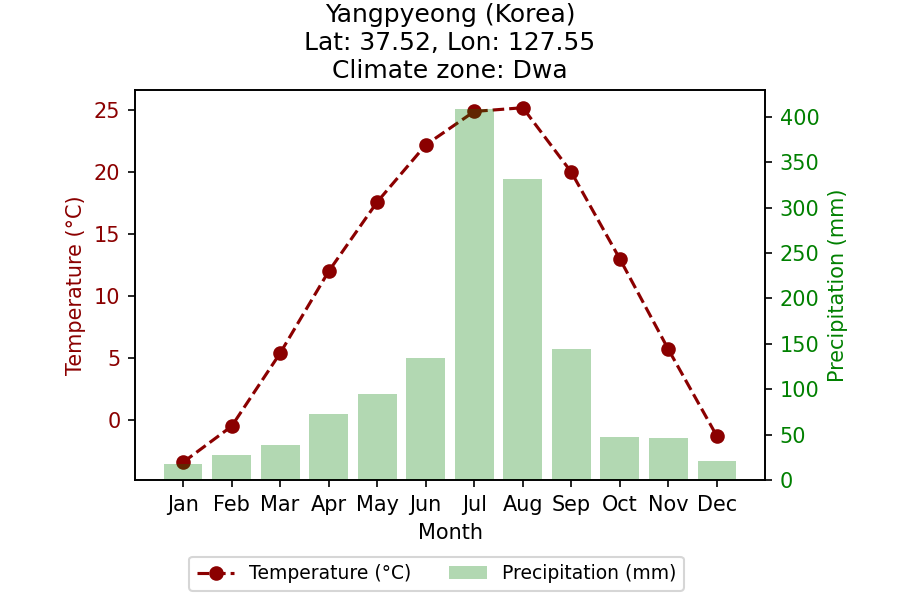 Yangpyeong (Korea)
Lat: 37.52, Lon: 127.55
Climate zone: Dwa
25
20
15
10
5
0
Temperature (°C)
400
350
300
250
200
150
100
50
0
Precipitation (mm)
Jan Feb Mar Apr May Jun Jul Aug Sep Oct Nov Dec
Month
Temperature (°C) Precipitation (mm)